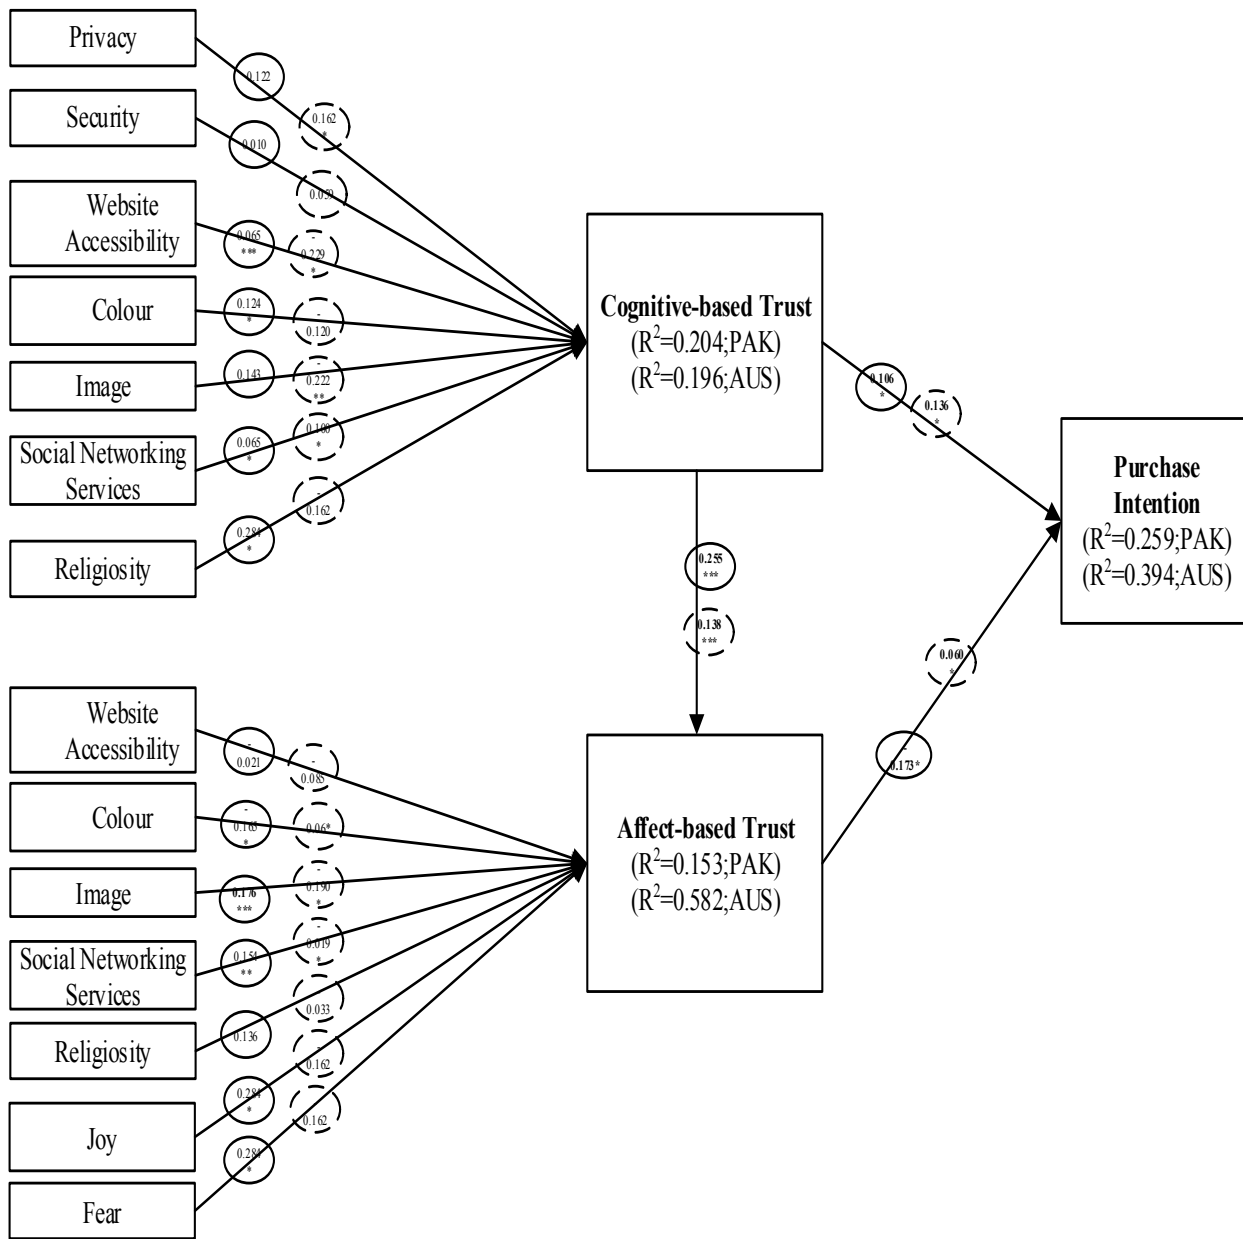 Privacy
0.122
0.162
*
Security
0.010
0.059
Website
Accessibility
0.065
***
-
0.229
*
Colour
0.124
*
-
0.120
Image
0.143
-
0.222
**
Social Networking
Services
0.065
*
0.100
*
Religiosity
0.284
*
-
0.162
Cognitive-based Trust
(R²=0.204;PAK)
(R²=0.196;AUS)
0.106
*
0.136
*
Purchase
Intention
(R²=0.259;PAK)
(R²=0.394;AUS)
0.255
***
0.138
***
0.060
*
-
0.173*
Website
Accessibility
-
0.021
-
0.085
Colour
-
0.165
*
0.06*
Image
0.176
***
-
0.190
*
Social Networking
Services
0.154
**
-
0.019
*
Religiosity
0.136
0.033
Joy
0.284
*
-
0.162
Fear
0.284
*
0.162
Affect-based Trust
(R²=0.153;PAK)
(R²=0.582;AUS)